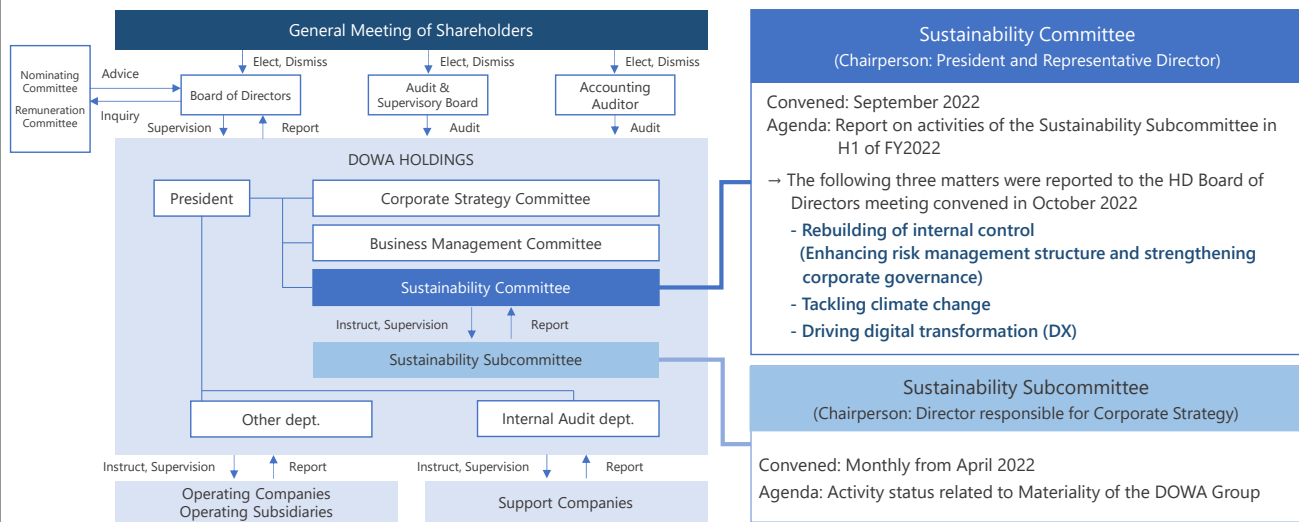 General Meeting of Shareholders
Elect, Dismiss
Elect, Dismiss
Elect, Dismiss
Nominating
Committee
Remuneration
Committee
Advice
Inquiry
Board of Directors
Audit &
Supervisory Board
Accounting
Auditor
Supervision
Report
Audit
Audit
DOWA HOLDINGS
President
Corporate Strategy Committee
Business Management Committee
Sustainability Committee
Instruct, Supervision
Report
Sustainability Subcommittee
Other dept.
Internal Audit dept.
Instruct, Supervision
Report
Instruct, Supervision
Report
Operating Companies
Operating Subsidiaries
Support Companies
Sustainability Committee
(Chairperson: President and Representative Director)
Convened: September 2022
Agenda: Report on activities of the Sustainability Subcommittee in
H1 of FY2022
→ The following three matters were reported to the HD Board of
Directors meeting convened in October 2022
- Rebuilding of internal control
(Enhancing risk management structure and strengthening
corporate governance)
- Tackling climate change
- Driving digital transformation (DX)
Sustainability Subcommittee
(Chairperson: Director responsible for Corporate Strategy)
Convened: Monthly from April 2022
Agenda: Activity status related to Materiality of the DOWA Group